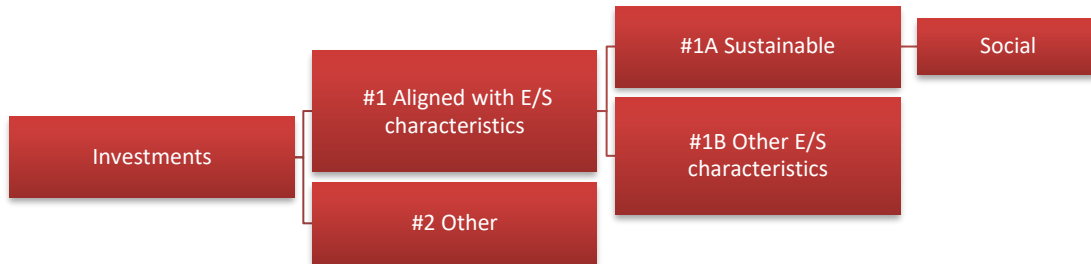 Investments
#1 Aligned with E/S
characteristics
#2 Other
#1A Sustainable
#1B Other E/S
characteristics
Social